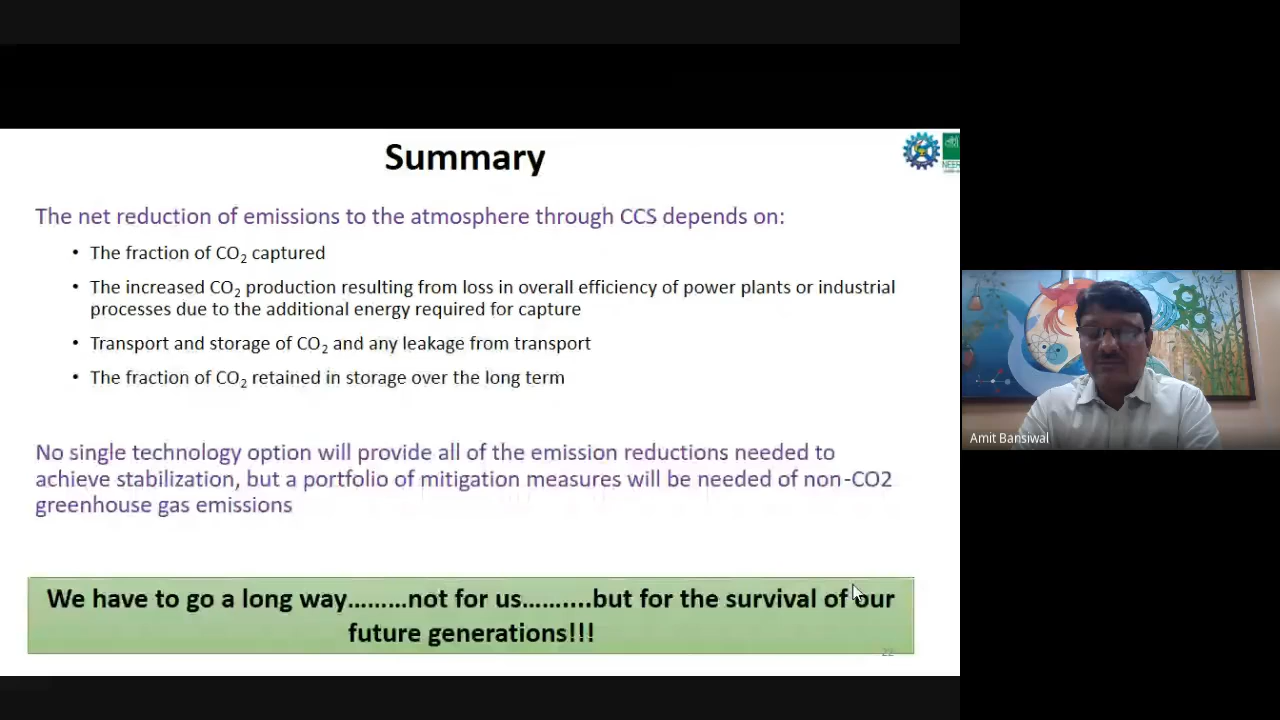 Summary
The net reduction of emissions to the atmosphere through CCS depends on:
• The fraction of CO2 captured
• The increased CO2 production resulting from loss in overall efficiency of power plants or industrial
processes due to the additional energy required for capture
• Transport and storage of CO2 and any leakage from transport
• The fraction of CO2 retained in storage over the long term
No single technology option will provide all of the emission reductions needed to
achieve stabilization, but a portfolio of mitigation measures will be needed of non-CO2
greenhouse gas emissions
We have to go a long way.........not for us.........but for the survival of our
future generations!!!
22
Amit Bansiwal